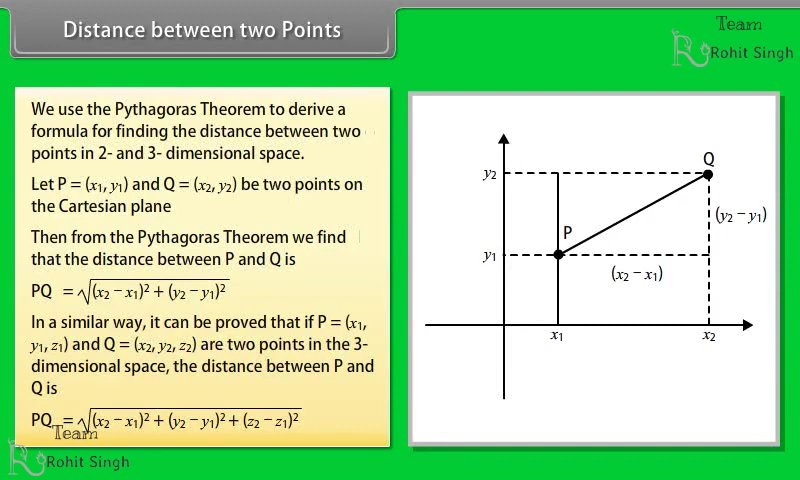 Distance between two Points
Team
Rohit Singh
We use the Pythagoras Theorem to derive a
formula for finding the distance between two
points in 2- and 3- dimensional space.
Let P = (x₁, y₁) and Q = (x₂, y₂) be two points on
the Cartesian plane
Then from the Pythagoras Theorem we find
that the distance between P and Q is
PQ = √(x₂ − x₁)² + (y₂ − y₁)²
In a similar way, it can be proved that if P = (x₁,
y₁, z₁) and Q = (x₂, y₂, z₂) are two points in the 3-
dimensional space, the distance between P and
Q is
PQ = √(x₂ − x₁)² + (y₂ − y₁)² + (z₂ − z₁)²
Team
Rohit Singh
Q
y₂
(y₂ − y₁)
P
y₁
(x₂ − x₁)
x₁
x₂